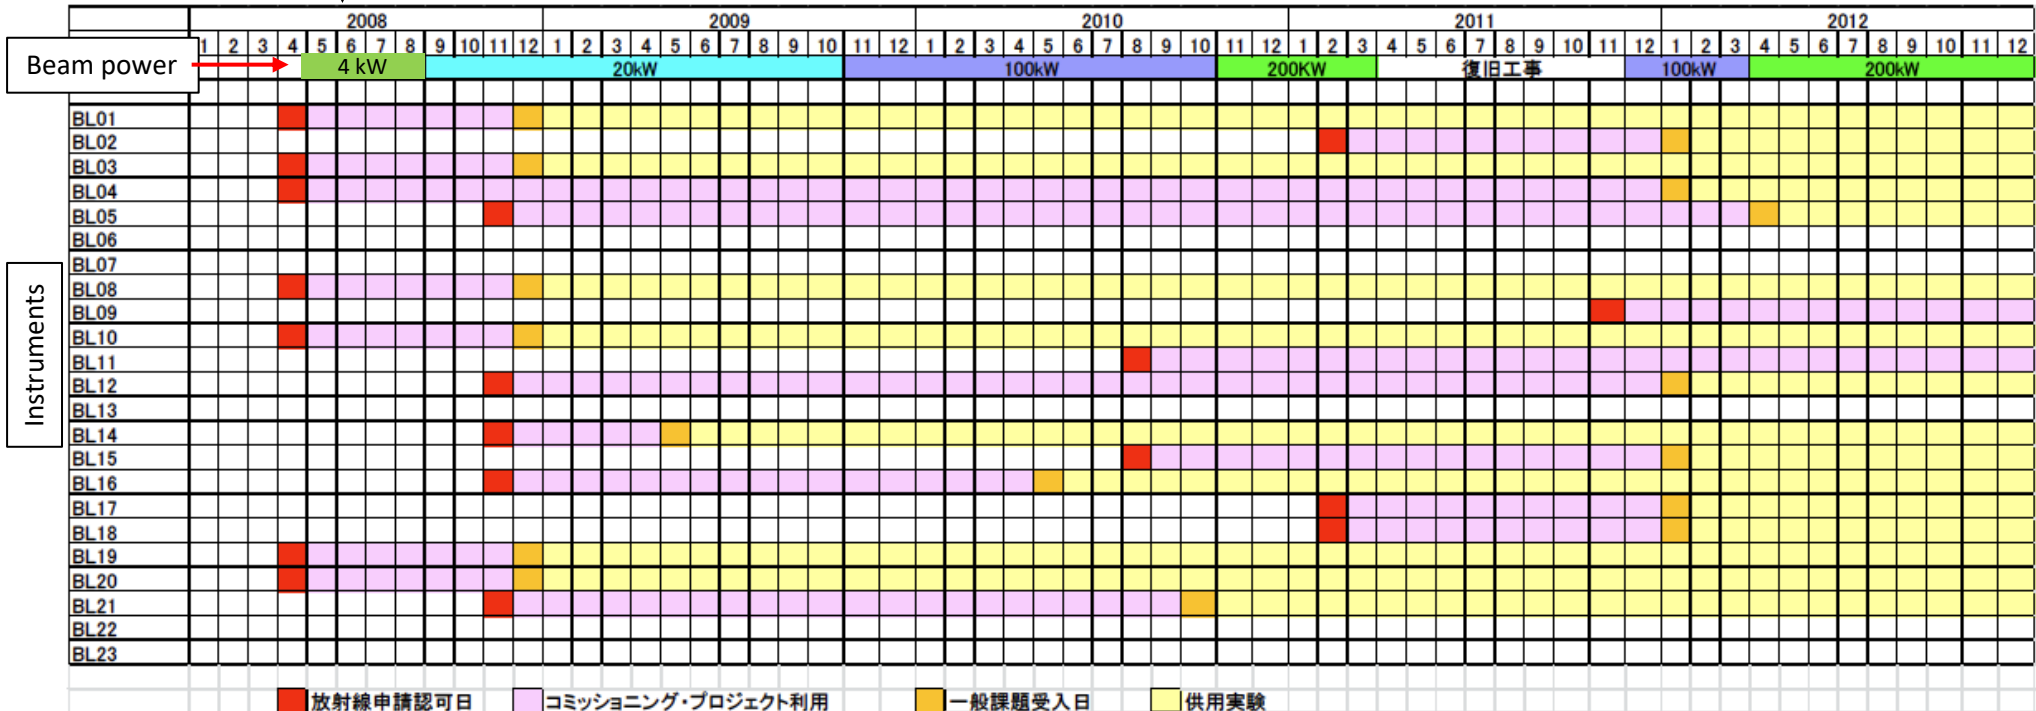 2008 2009 2010 2011 2012
1 2 3 4 5 6 7 8 9 10 11 12 1 2 3 4 5 6 7 8 9 10 11 12 1 2 3 4 5 6 7 8 9 10 11 12 1 2 3 4 5 6 7 8 9 10 11 12 1 2 3 4 5 6 7 8 9 10 11 12
Beam power 4 kW 20kW 100kW 200KW 復旧工事 100kW 200kW
BL01
BL02
BL03
BL04
BL05
BL06
BL07
BL08
BL09
BL10
BL11
BL12
BL13
BL14
BL15
BL16
BL17
BL18
BL19
BL20
BL21
BL22
BL23
Instruments
放射線申請認可日 コミッショニング・プロジェクト利用 一般課題受入日 供用実験